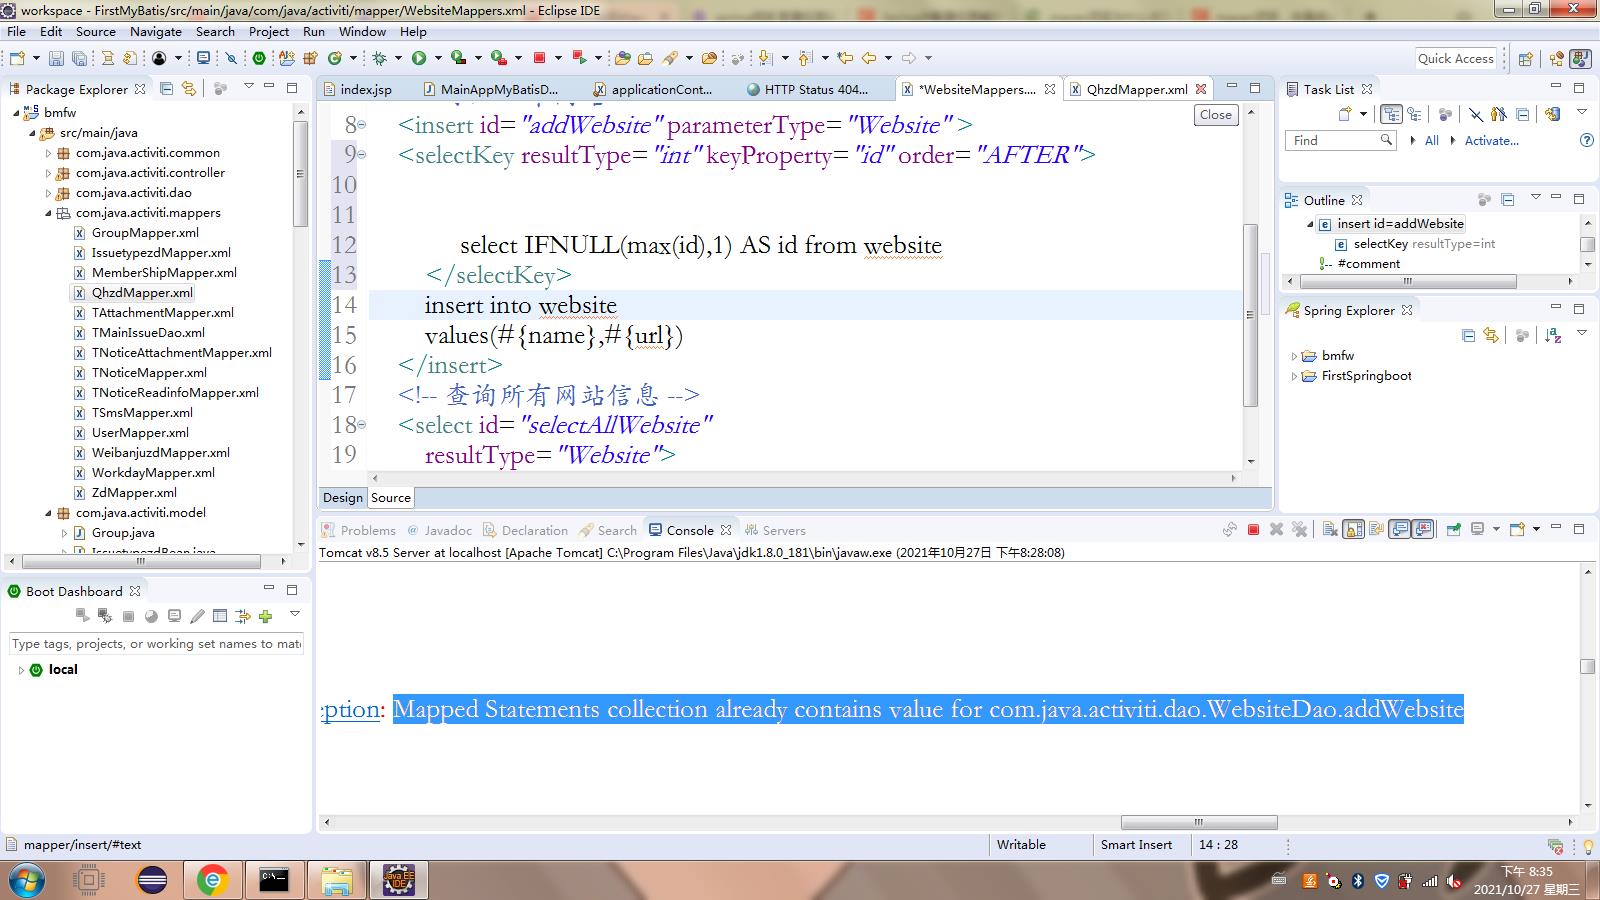 workspace - FirstMyBatis/src/main/java/com/java/activiti/mapper/WebsiteMappers.xml - Eclipse IDE
File Edit Source Navigate Search Project Run Window Help
Quick Access
Package Explorer
bmfw
src/main/java
com.java.activiti.common
com.java.activiti.controller
com.java.activiti.dao
com.java.activiti.mappers
GroupMapper.xml
IssuetypezdMapper.xml
MemberShipMapper.xml
QhzdMapper.xml
TAttachmentMapper.xml
TMainIssueDao.xml
TNoticeAttachmentMapper.xml
TNoticeMapper.xml
TNoticeReadinfoMapper.xml
TSmsMapper.xml
UserMapper.xml
WeibanjuzdMapper.xml
WorkdayMapper.xml
ZdMapper.xml
com.java.activiti.model
Group.java
IssuetypezdBean.java
Boot Dashboard
Type tags, projects, or working set names to mat
local
index.jsp MainAppMyBatisD... applicationCont... HTTP Status 404... *WebsiteMappers.... QhzdMapper.xml
Close
8 <insert id="addWebsite" parameterType="Website" >
9 <selectKey resultType="int" keyProperty="id" order="AFTER">
10
11
12 select IFNULL(max(id),1) AS id from website
13 </selectKey>
14 insert into website
15 values(#{name},#{url})
16 </insert>
17 <!-- 查询所有网站信息 -->
18 <select id="selectAllWebsite"
19 resultType="Website">
Design Source
Problems Javadoc Declaration Search Console Servers
Tomcat v8.5 Server at localhost [Apache Tomcat] C:\Program Files\Java\jdk1.8.0_181\bin\javaw.exe (2021年10月27日 下午8:28:08)
eption: Mapped Statements collection already contains value for com.java.activiti.dao.WebsiteDao.addWebsite
Task List
Find All Activate...
Outline
insert id=addWebsite
selectKey resultType=int
#comment
Spring Explorer
bmfw
FirstSpringboot
mapper/insert/#text Writable Smart Insert 14 : 28
Java EE IDE
下午 8:35
2021/10/27 星期三